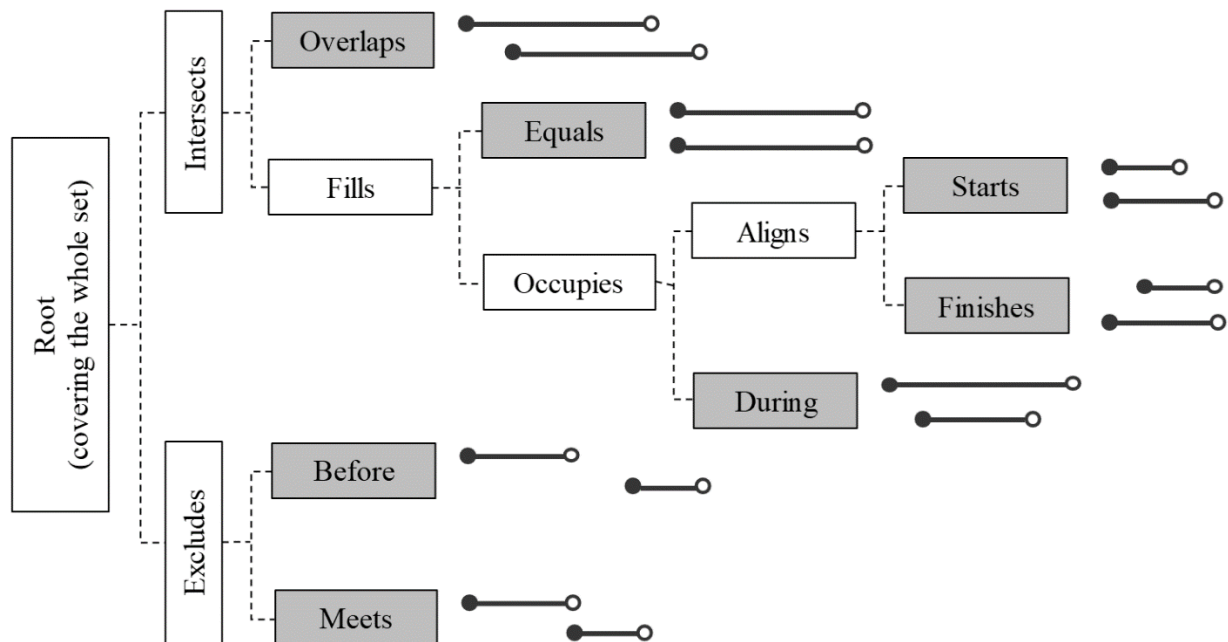 Root
(covering the whole set)
Intersects
Overlaps
Fills
Equals
Occupies
Aligns
Starts
Finishes
During
Excludes
Before
Meets